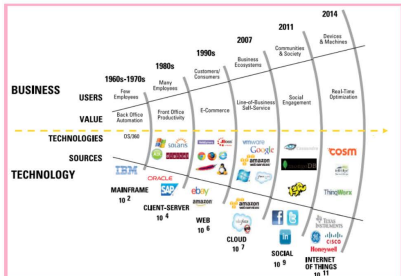 2014
2011
2007
1990s
1980s
1960s-1970s
Devices
& Machines
Communities
& Society
Business
Ecosystems
Customers/
Consumers
Many
Employees
Few
Employees
BUSINESS
USERS
VALUE
Back Office
Automation
Front Office
Productivity
E-Commerce
Line-of-Business
Self-Service
Social
Engagement
Real-Time
Optimization
TECHNOLOGIES
OS/360
solaris
vmware
Google
amazon
COSM
SOURCES
TECHNOLOGY
IBM
ORACLE
SAP
ebay
amazon
amazon
ThingWorx
MAINFRAME
10 2
CLIENT-SERVER
10 4
WEB
10 6
CLOUD
10 7
SOCIAL
10 9
TEXAS
INSTRUMENTS
CISCO
Honeywell
INTERNET
OF THINGS
10 11